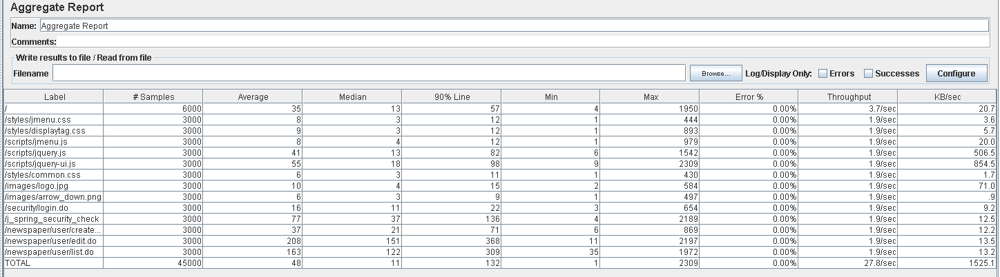 Aggregate Report
Name: Aggregate Report
Comments:
Write results to file / Read from file
Filename Browse... Log/Display Only: Errors Successes Configure
Label # Samples Average Median 90% Line Min Max Error % Throughput KB/sec
/ 6000 35 13 57 4 1950 0.00% 3.7/sec 20.7
/styles/jmenu.css 3000 8 3 12 1 444 0.00% 1.9/sec 3.6
/styles/displaytag.css 3000 9 3 12 1 893 0.00% 1.9/sec 5.7
/scripts/jmenu.js 3000 8 4 12 1 979 0.00% 1.9/sec 20.0
/scripts/jquery.js 3000 41 13 82 6 1542 0.00% 1.9/sec 506.5
/scripts/jquery-ui.js 3000 55 18 98 9 2309 0.00% 1.9/sec 854.5
/styles/common.css 3000 6 3 11 1 430 0.00% 1.9/sec 1.7
/images/logo.jpg 3000 10 4 15 2 584 0.00% 1.9/sec 71.0
/images/arrow_down.png 3000 6 3 9 1 497 0.00% 1.9/sec .9
/security/login.do 3000 16 11 22 3 654 0.00% 1.9/sec 9.2
/j_spring_security_check 3000 77 37 136 4 2189 0.00% 1.9/sec 12.5
/newspaper/user/create... 3000 37 21 71 6 869 0.00% 1.9/sec 12.2
/newspaper/user/edit.do 3000 208 151 368 11 2197 0.00% 1.9/sec 13.5
/newspaper/user/list.do 3000 163 122 309 35 1972 0.00% 1.9/sec 13.2
TOTAL 45000 48 11 132 1 2309 0.00% 27.8/sec 1525.1